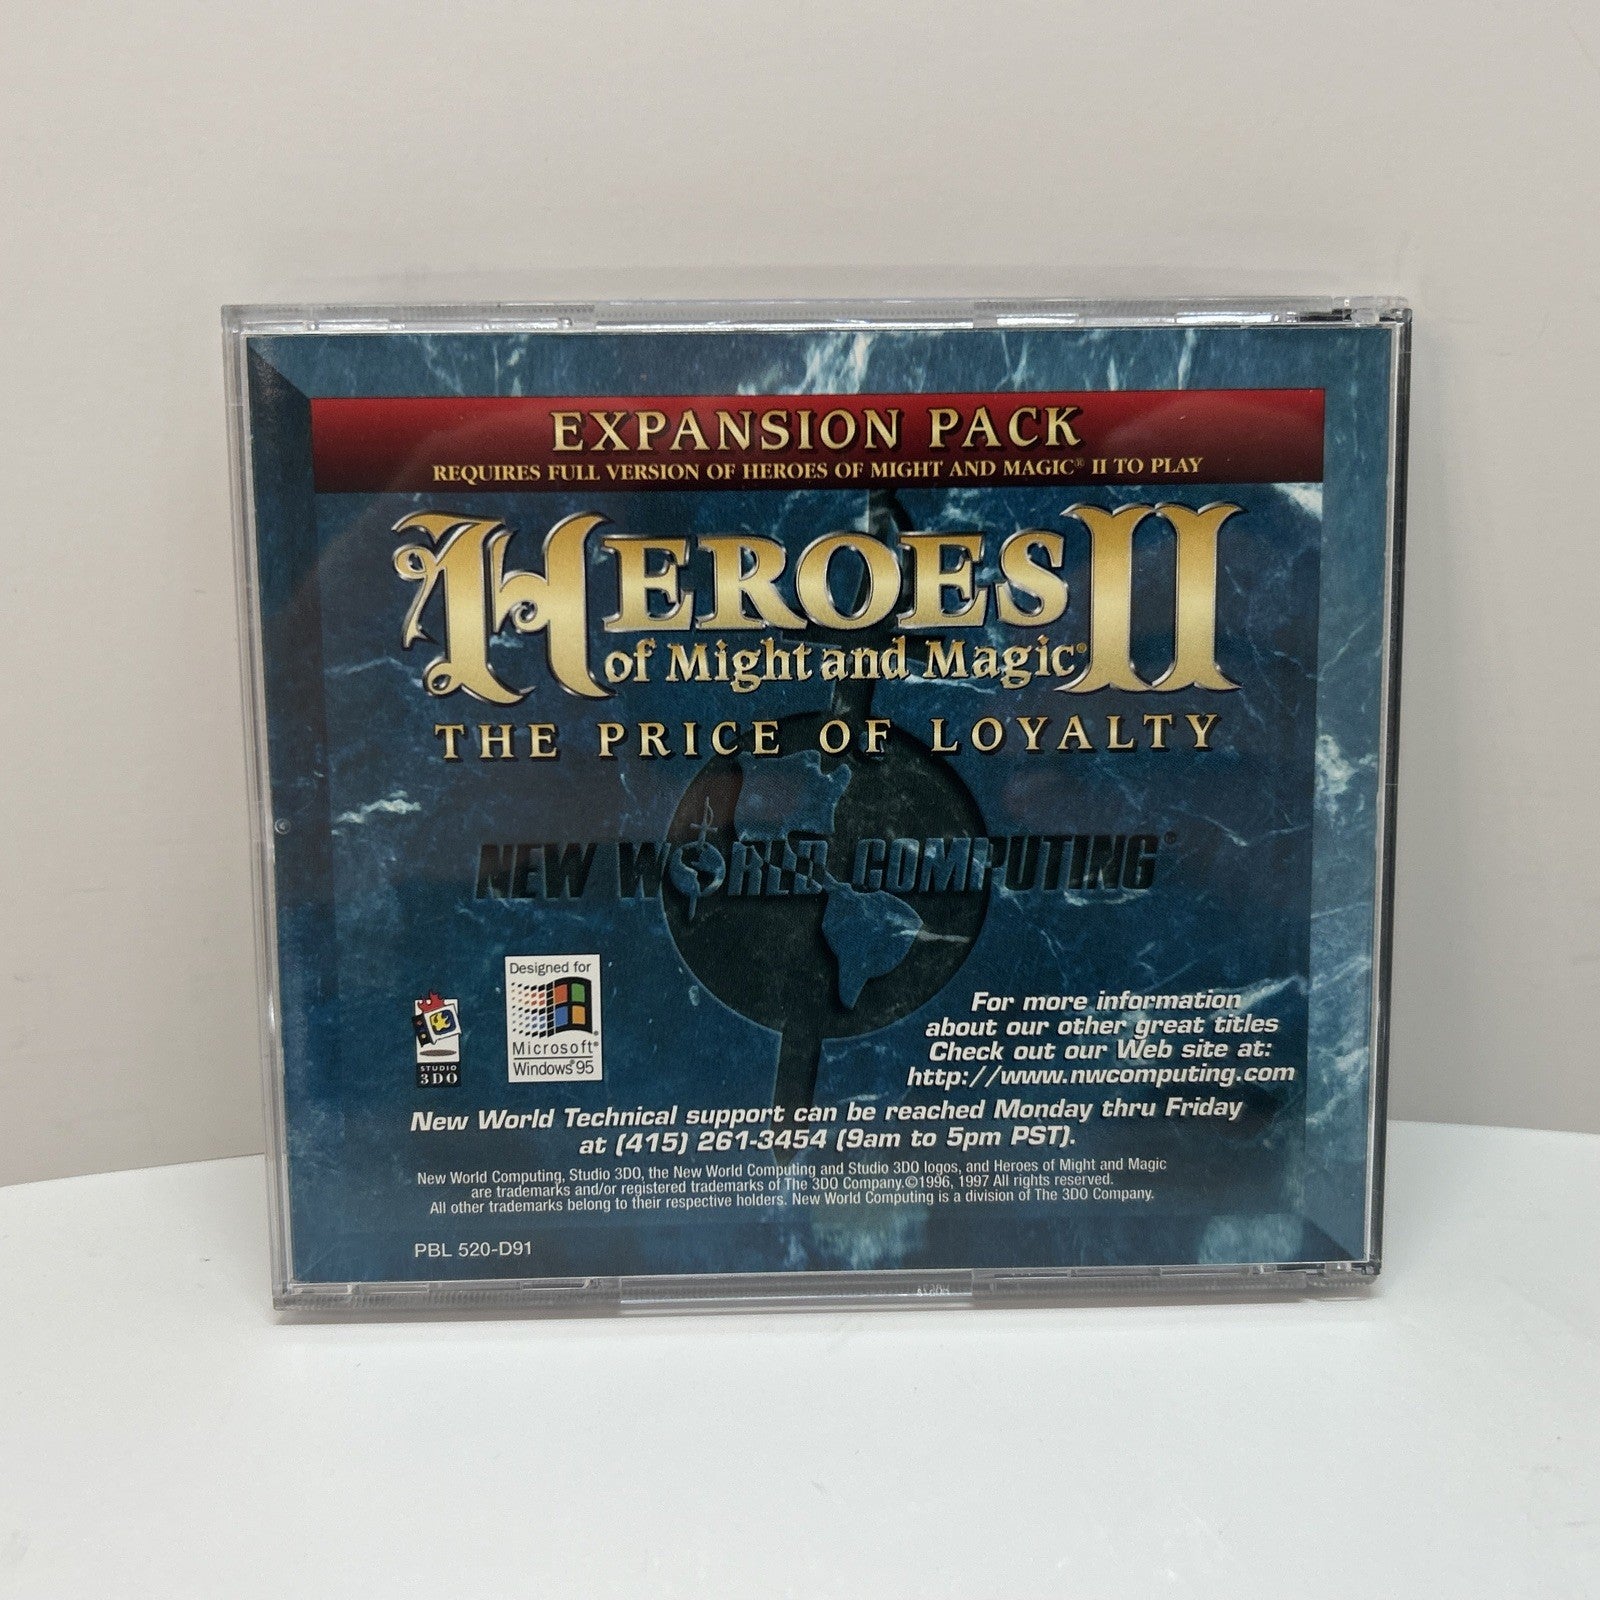 EXPANSION PACK
REQUIRES FULL VERSION OF HEROES OF MIGHT AND MAGIC® II TO PLAY
HEROES II
of Might and Magic®
THE PRICE OF LOYALTY
NEW WORLD COMPUTING®
Designed for
Microsoft®
Windows®95
STUDIO
3DO
For more information
about our other great titles
Check out our Web site at:
http://www.nwcomputing.com
New World Technical support can be reached Monday thru Friday
at (415) 261-3454 (9am to 5pm PST).
New World Computing, Studio 3DO, the New World Computing and Studio 3DO logos, and Heroes of Might and Magic
are trademarks and/or registered trademarks of The 3DO Company.©1996, 1997 All rights reserved.
All other trademarks belong to their respective holders. New World Computing is a division of The 3DO Company.
PBL 520-D91